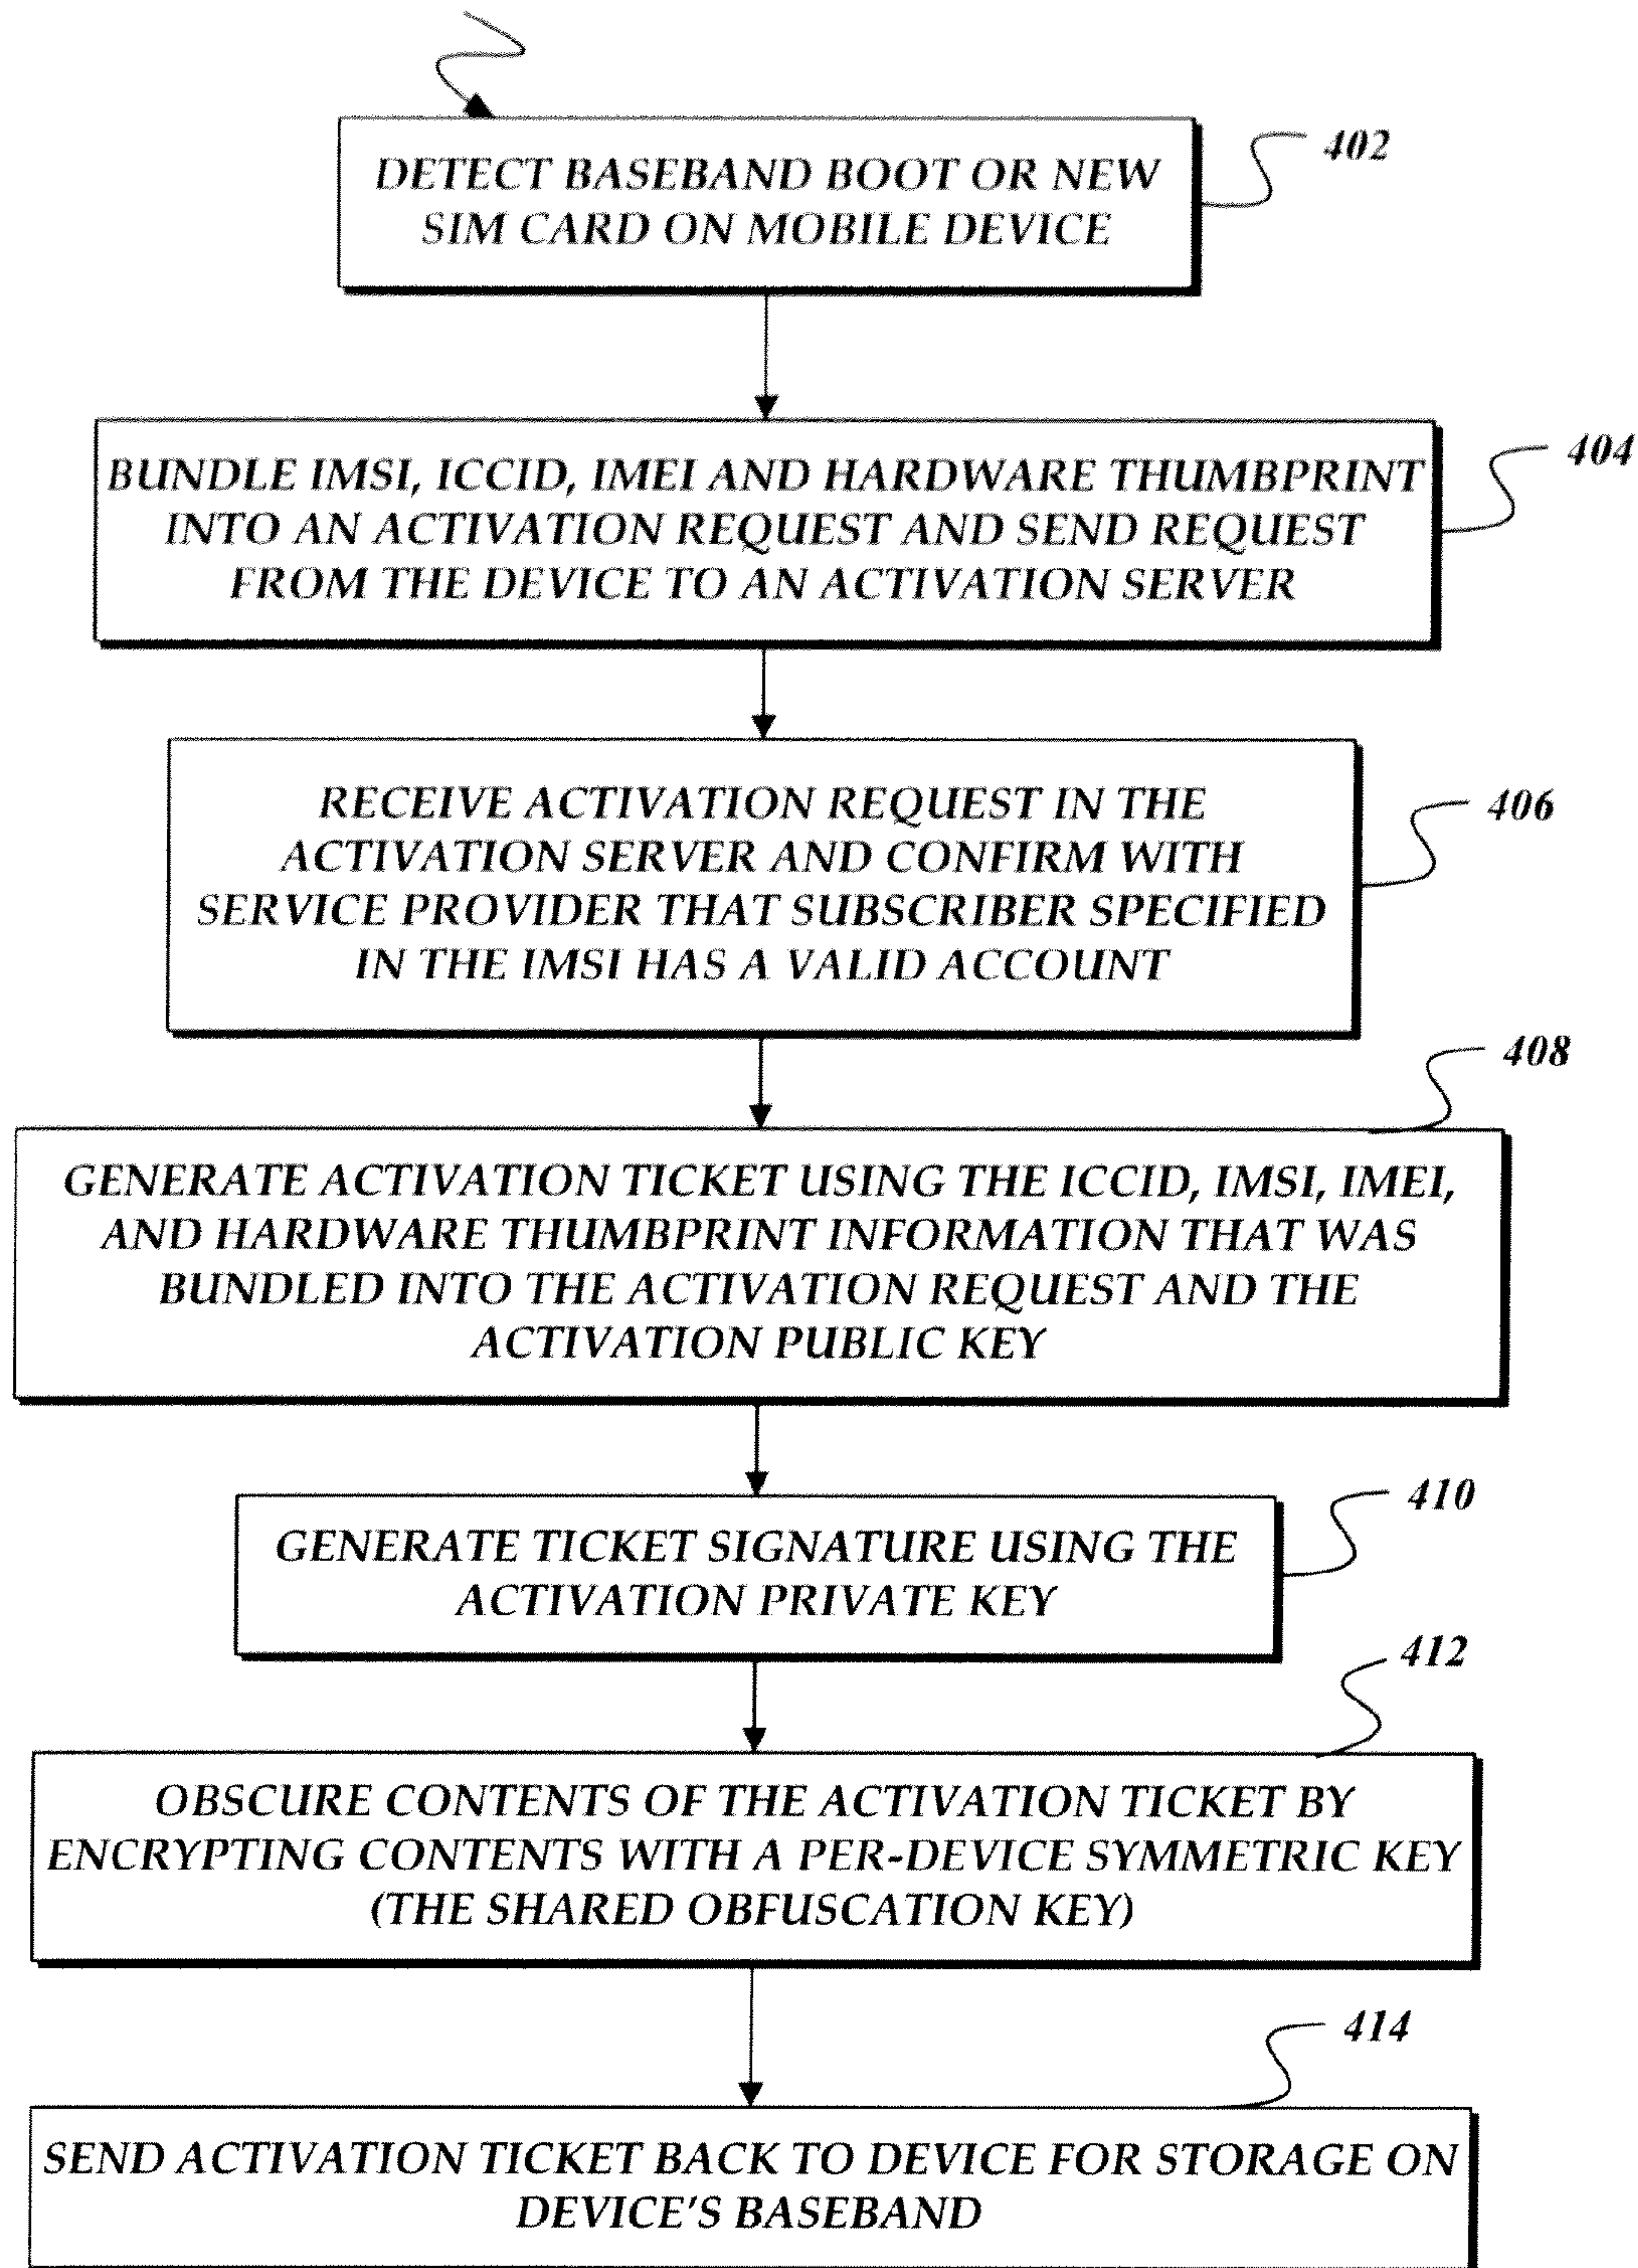 DETECT BASEBAND BOOT OR NEW
SIM CARD ON MOBILE DEVICE
402
BUNDLE IMSI, ICCID, IMEI AND HARDWARE THUMBPRINT
INTO AN ACTIVATION REQUEST AND SEND REQUEST
FROM THE DEVICE TO AN ACTIVATION SERVER
404
RECEIVE ACTIVATION REQUEST IN THE
ACTIVATION SERVER AND CONFIRM WITH
SERVICE PROVIDER THAT SUBSCRIBER SPECIFIED
IN THE IMSI HAS A VALID ACCOUNT
406
GENERATE ACTIVATION TICKET USING THE ICCID, IMSI, IMEI,
AND HARDWARE THUMBPRINT INFORMATION THAT WAS
BUNDLED INTO THE ACTIVATION REQUEST AND THE
ACTIVATION PUBLIC KEY
408
GENERATE TICKET SIGNATURE USING THE
ACTIVATION PRIVATE KEY
410
OBSCURE CONTENTS OF THE ACTIVATION TICKET BY
ENCRYPTING CONTENTS WITH A PER-DEVICE SYMMETRIC KEY
(THE SHARED OBFUSCATION KEY)
412
SEND ACTIVATION TICKET BACK TO DEVICE FOR STORAGE ON
DEVICE'S BASEBAND
414